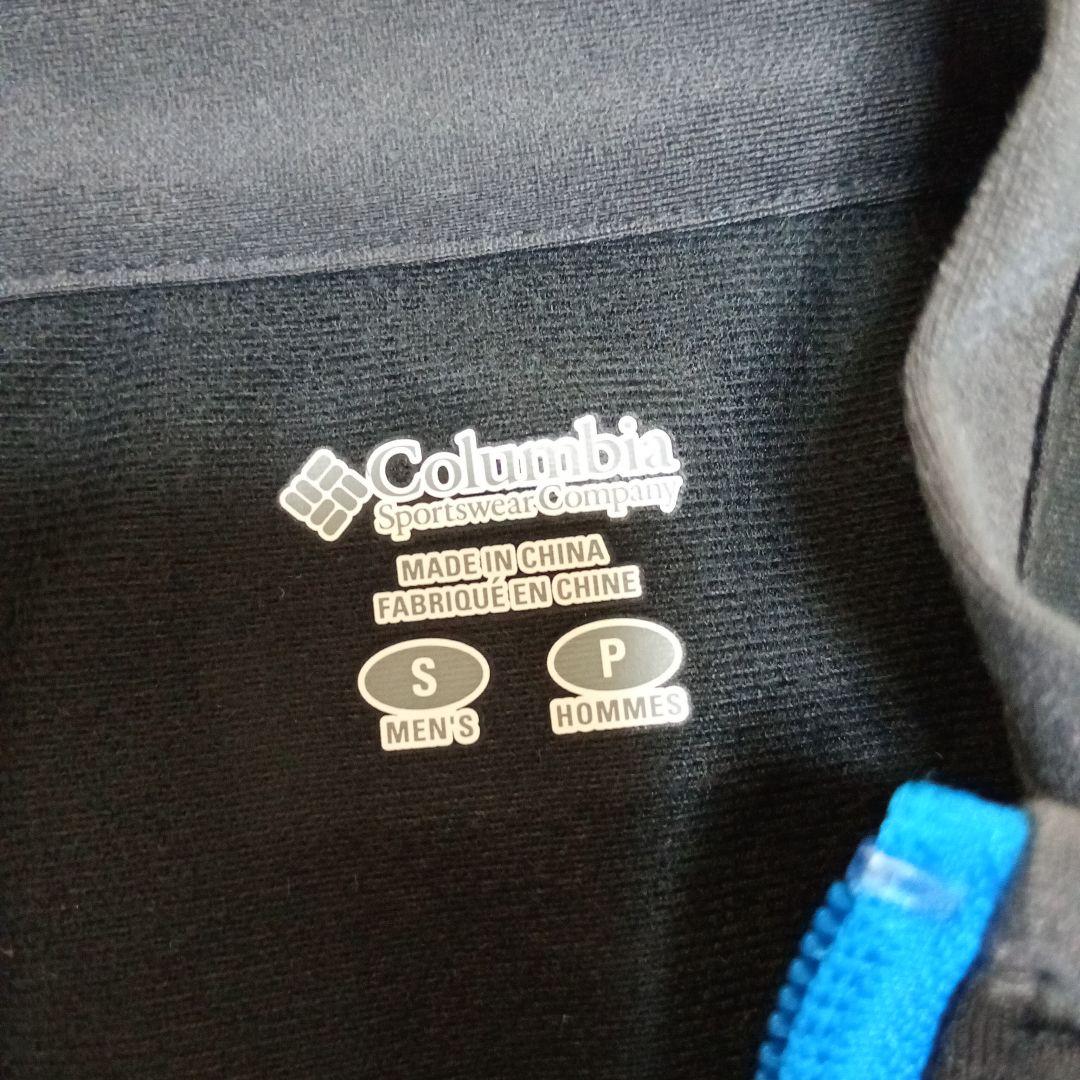 Columbia
Sportswear Company
MADE IN CHINA
FABRIQUÉ EN CHINE
S P
MEN'S HOMMES